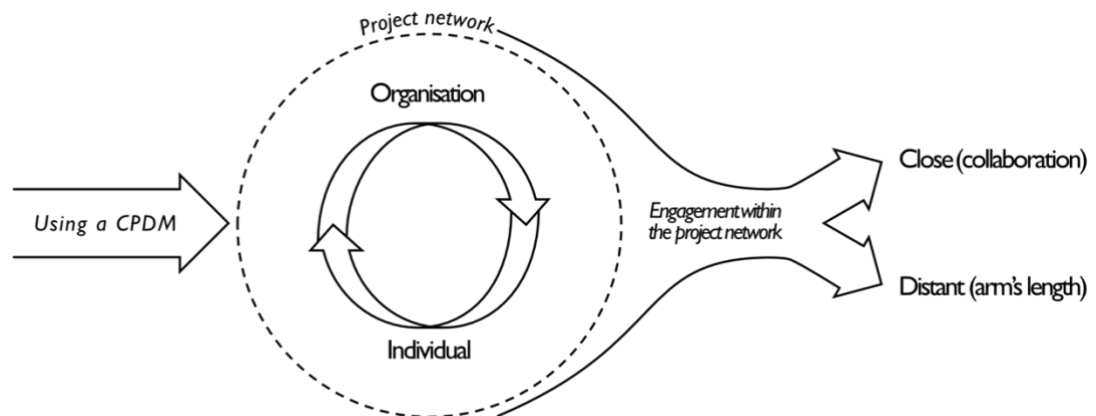 Project network
Organisation
Using a CPDM
Individual
Engagement within
the project network
Close (collaboration)
Distant (arm's length)